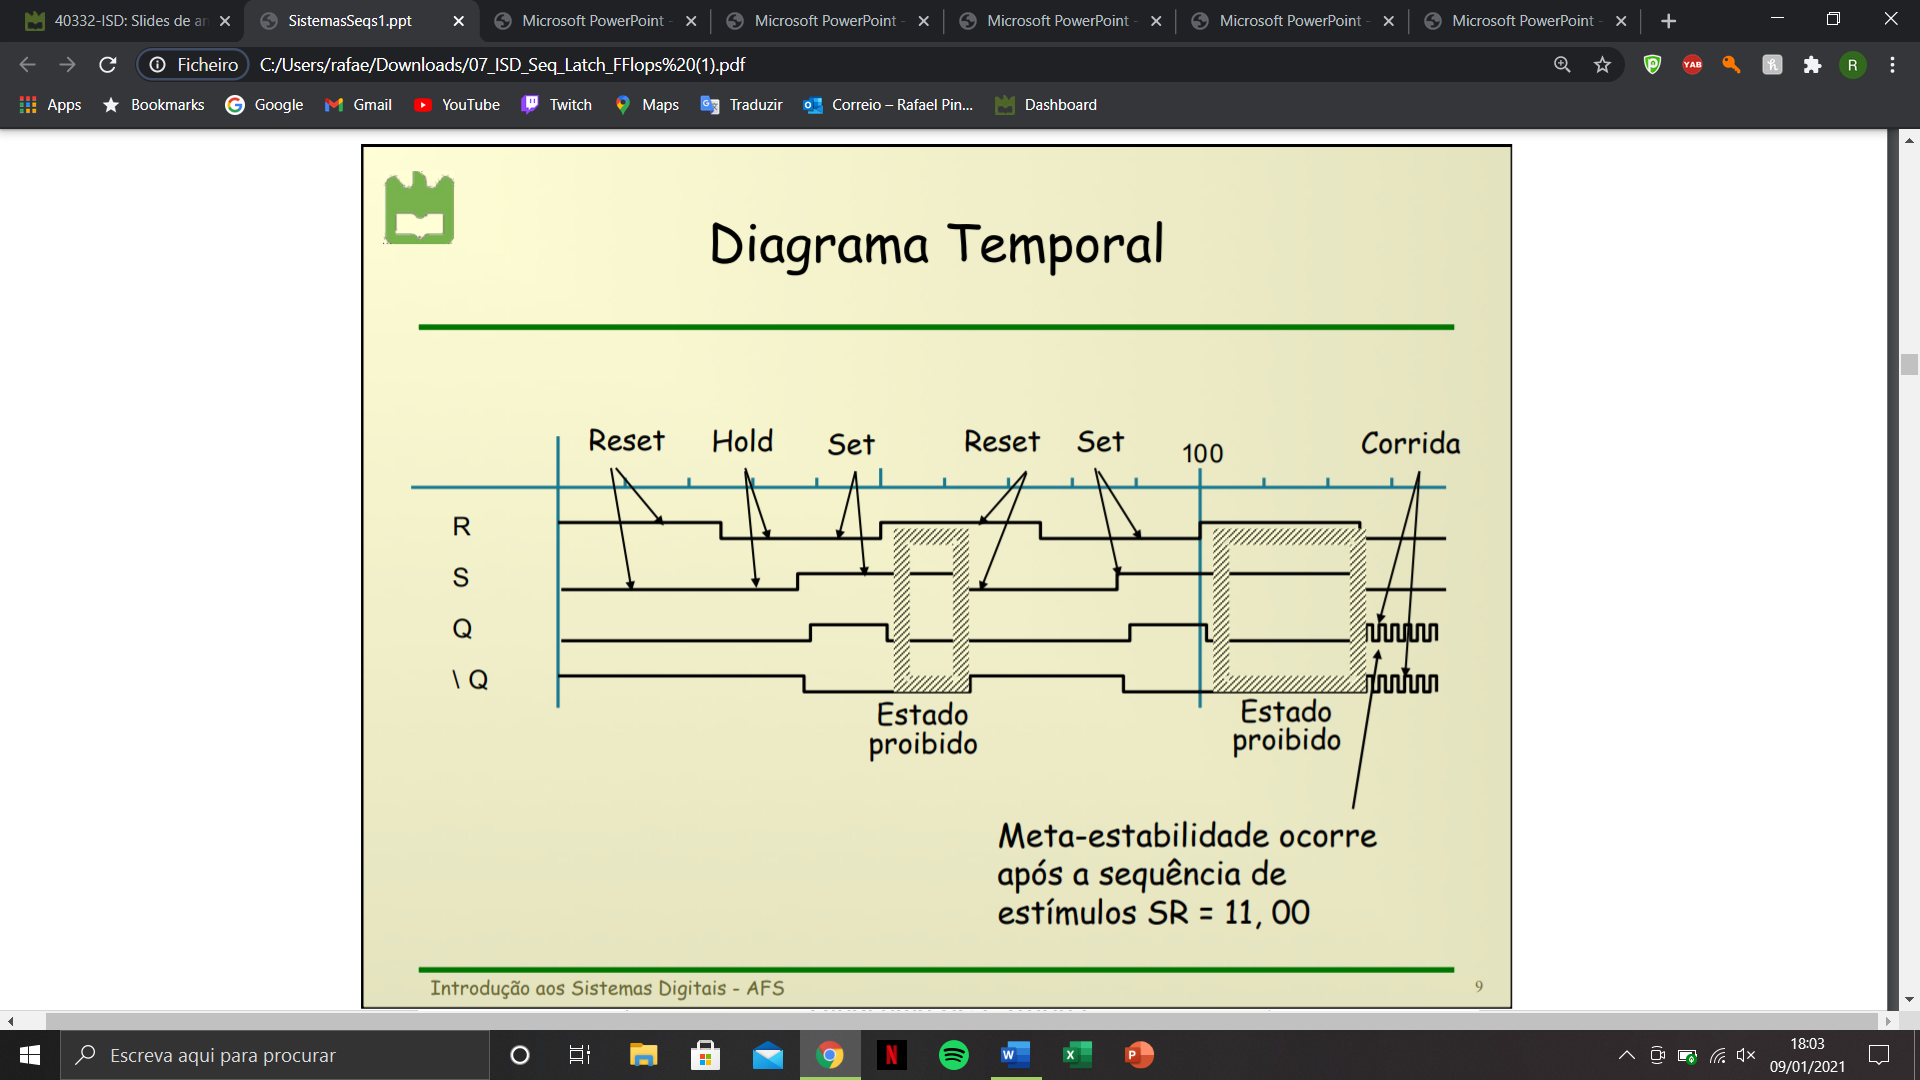 40332-ISD: Slides de a
SistemasSeqs1.ppt
Microsoft PowerPoint -
Microsoft PowerPoint -
Microsoft PowerPoint -
Microsoft PowerPoint -
Microsoft PowerPoint -
Ficheiro
C:/Users/rafae/Downloads/07_ISD_Seq_Latch_FFlops%20(1).pdf
YAB
R
Apps
Bookmarks
Google
Gmail
YouTube
Twitch
Maps
Traduzir
Correio – Rafael Pin...
Dashboard
Diagrama Temporal
Reset Hold Set Reset Set 100 Corrida
R
S
Q
\ Q
Estado
proibido
Estado
proibido
Meta-estabilidade ocorre
após a sequência de
estímulos SR = 11, 00
Introdução aos Sistemas Digitais - AFS
9
Escreva aqui para procurar
18:03
09/01/2021